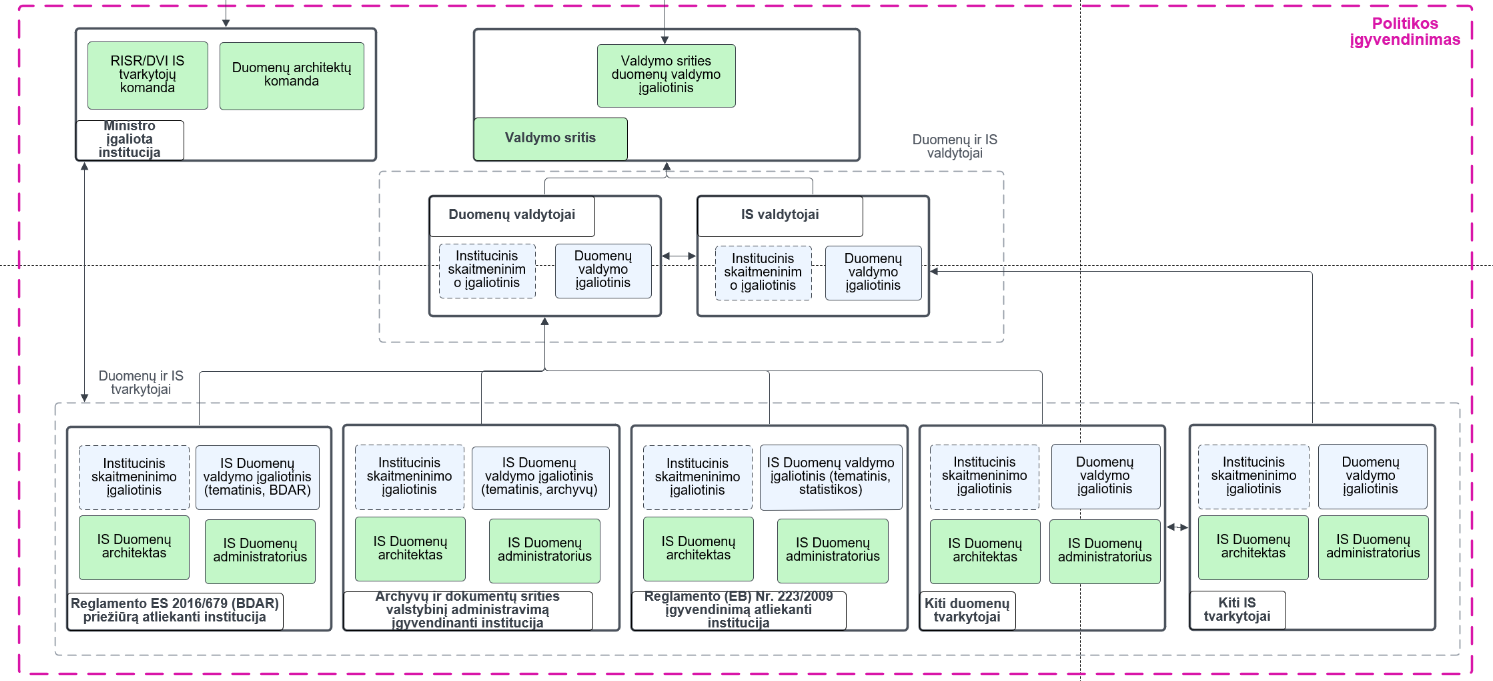 Politikos
įgyvendinimas
RISR/DVI IS
tvarkytojų
komanda
Duomenų architektų
komanda
Ministro
įgaliota
institucija
Valdymo srities
duomenų valdymo
įgaliotinis
Valdymo sritis
Duomenų ir IS
valdytojai
Duomenų valdytojai
Institucinis
skaitmeninim
o įgaliotinis
Duomenų
valdymo
įgaliotinis
IS valdytojai
Institucinis
skaitmeninim
o įgaliotinis
Duomenų
valdymo
įgaliotinis
Duomenų ir IS
tvarkytojai
Institucinis
skaitmeninimo
įgaliotinis
IS Duomenų
valdymo įgaliotinis
(tematinis, BDAR)
IS Duomenų
architektas
IS Duomenų
administratorius
Reglamento ES 2016/679 (BDAR)
priežiūrą atliekanti institucija
Institucinis
skaitmeninimo
įgaliotinis
IS Duomenų
valdymo įgaliotinis
(tematinis, archyvų)
IS Duomenų
architektas
IS Duomenų
administratorius
Archyvų ir dokumentų srities
valstybinį administravimą
įgyvendinanti institucija
Institucinis
skaitmeninimo
įgaliotinis
IS Duomenų valdymo
įgaliotinis (tematinis,
statistikos)
IS Duomenų
architektas
IS Duomenų
administratorius
Reglamento (EB) Nr. 223/2009
įgyvendinimą atliekanti
institucija
Institucinis
skaitmeninimo
įgaliotinis
Duomenų
valdymo
įgaliotinis
IS Duomenų
architektas
IS Duomenų
administratorius
Kiti duomenų
tvarkytojai
Institucinis
skaitmeninimo
įgaliotinis
Duomenų
valdymo
įgaliotinis
IS Duomenų
architektas
IS Duomenų
administratorius
Kiti IS
tvarkytojai